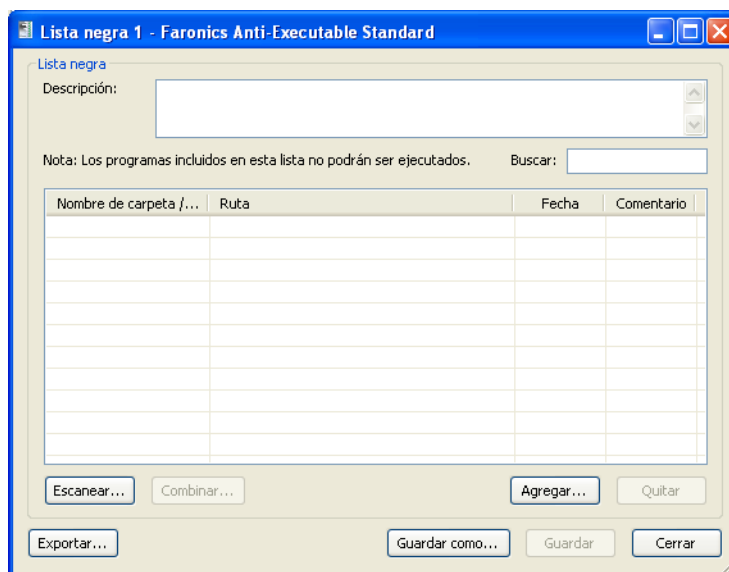 Lista negra 1 - Faronics Anti-Executable Standard
Lista negra
Descripción:
Nota: Los programas incluidos en esta lista no podrán ser ejecutados. Buscar:
Nombre de carpeta /... Ruta Fecha Comentario
Escanear... Combinar... Agregar... Quitar
Exportar... Guardar como... Guardar Cerrar